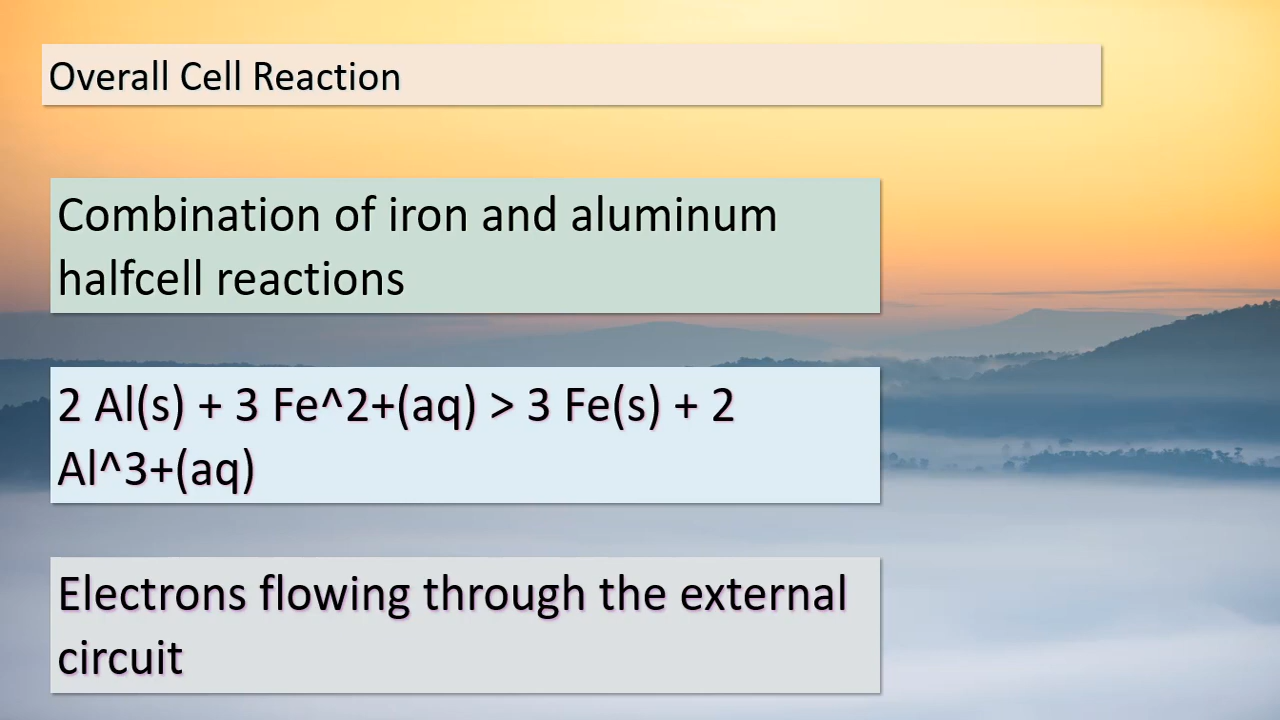 Overall Cell Reaction
Combination of iron and aluminum
halfcell reactions
2 Al(s) + 3 Fe^2+(aq) > 3 Fe(s) + 2
Al^3+(aq)
Electrons flowing through the external
circuit